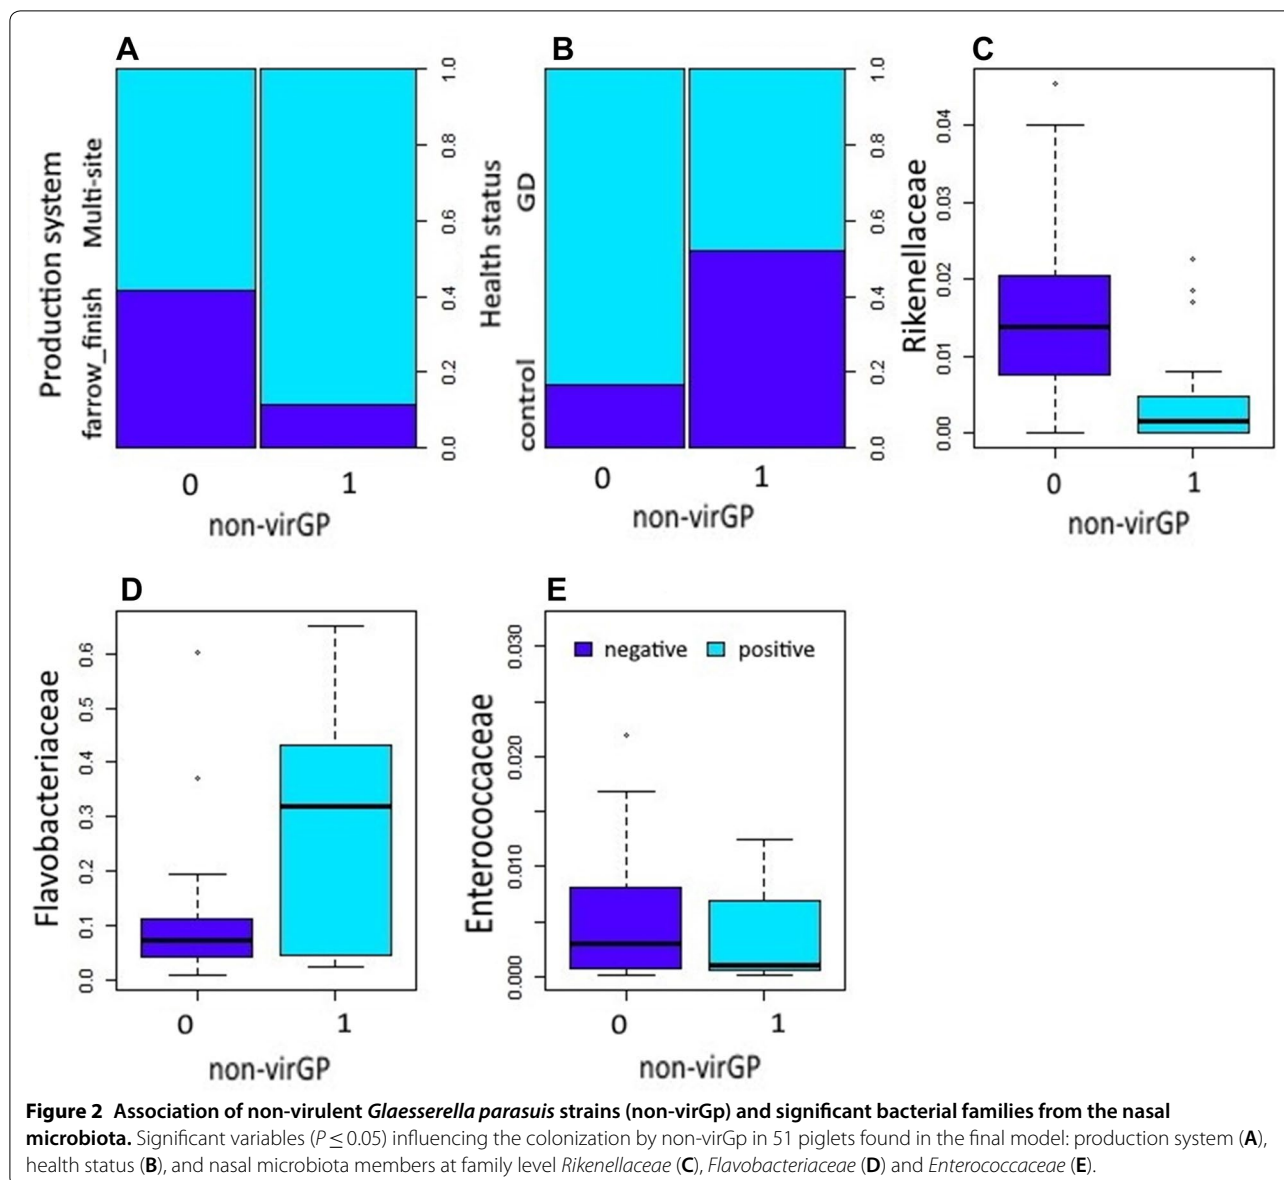 A
Production system
farrow_finish
Multi-site
0.0
0.2
0.4
0.6
0.8
1.0
0
1
non-virGP
B
Health status
control
GD
0.0
0.2
0.4
0.6
0.8
1.0
0
1
non-virGP
C
Rikenellaceae
0.00
0.01
0.02
0.03
0.04
0
1
non-virGP
D
Flavobacteriaceae
0.0
0.1
0.2
0.3
0.4
0.5
0.6
0
1
non-virGP
E
negative
positive
Enterococcaceae
0.000
0.010
0.020
0.030
0
1
non-virGP
Figure 2 Association of non-virulent Glaesserella parasuis strains (non-virGp) and significant bacterial families from the nasal
microbiota. Significant variables (P ≤ 0.05) influencing the colonization by non-virGp in 51 piglets found in the final model: production system (A),
health status (B), and nasal microbiota members at family level Rikenellaceae (C), Flavobacteriaceae (D) and Enterococcaceae (E).